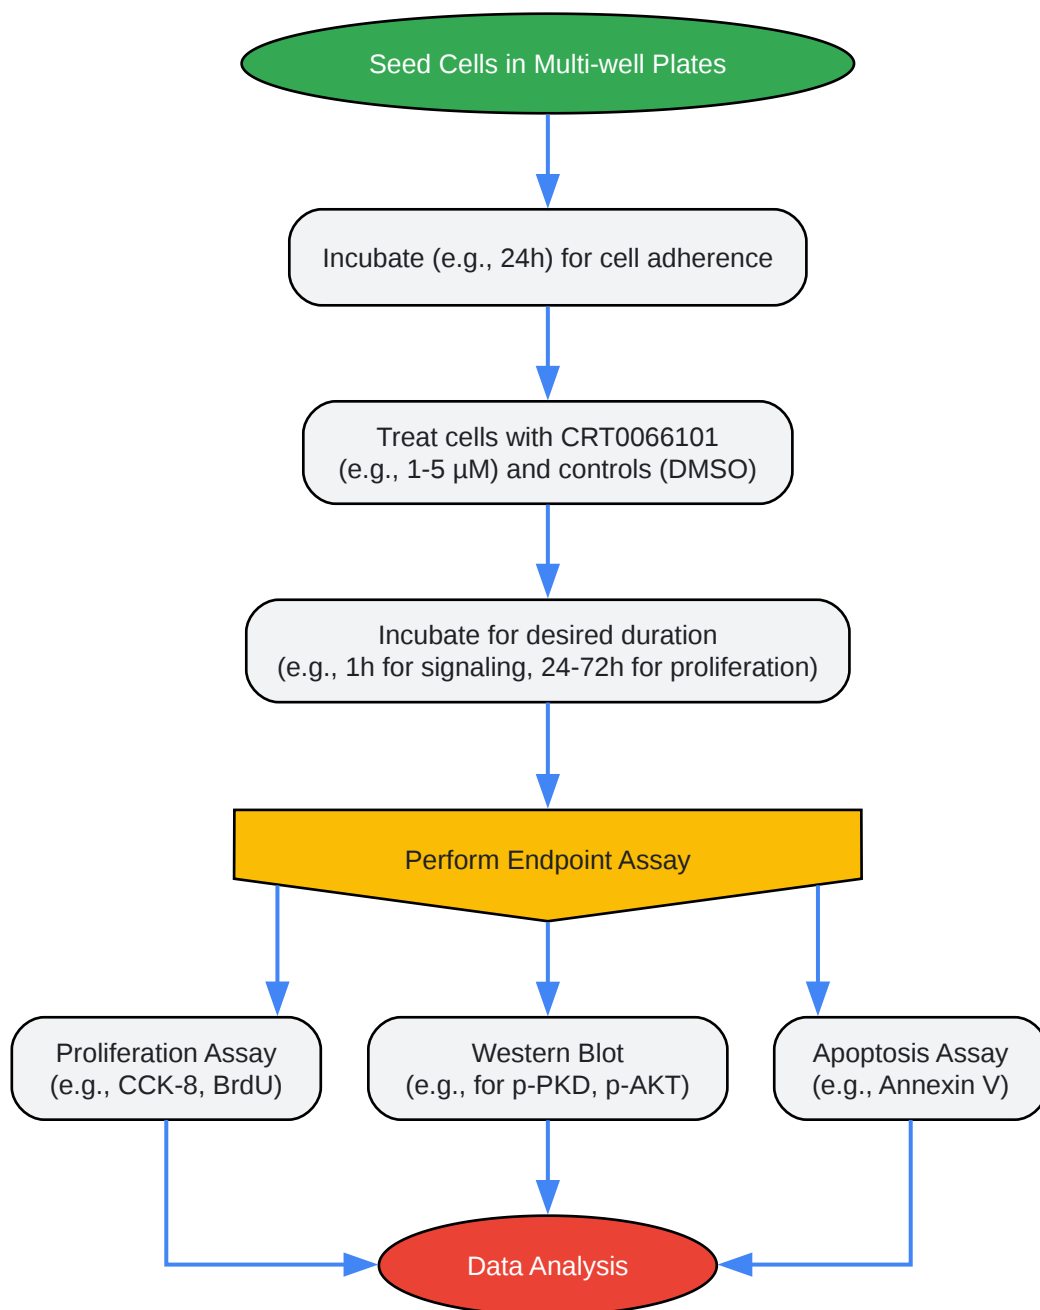 Seed Cells in Multi-well Plates
Incubate (e.g., 24h) for cell adherence
Treat cells with CRT0066101
(e.g., 1-5 µM) and controls (DMSO)
Incubate for desired duration
(e.g., 1h for signaling, 24-72h for proliferation)
Perform Endpoint Assay
Proliferation Assay
(e.g., CCK-8, BrdU)
Western Blot
(e.g., for p-PKD, p-AKT)
Apoptosis Assay
(e.g., Annexin V)
Data Analysis